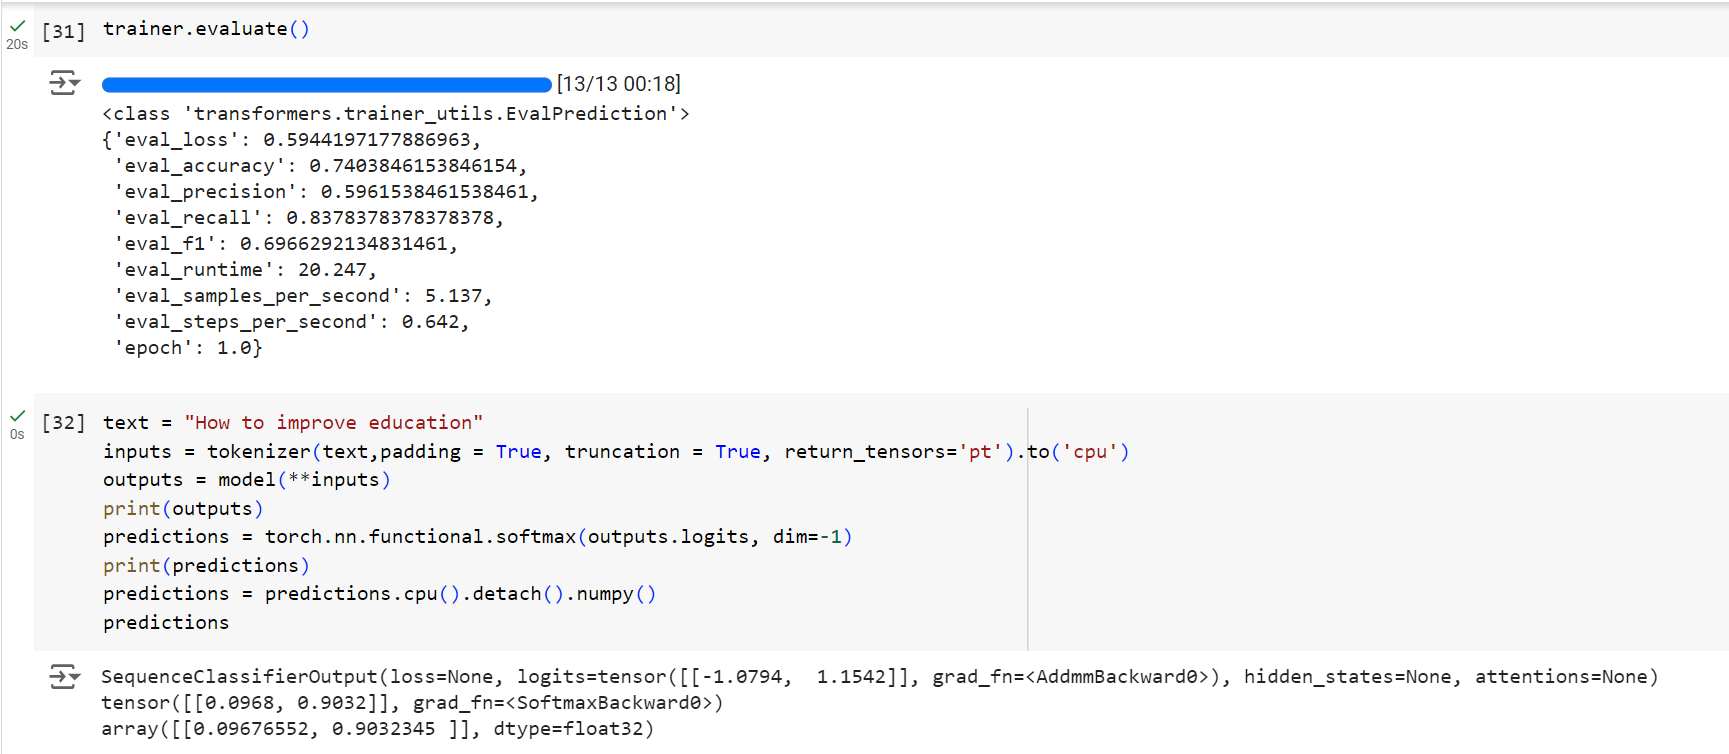 [31] trainer.evaluate()
20s
[13/13 00:18]
<class 'transformers.trainer_utils.EvalPrediction'>
{'eval_loss': 0.5944197177886963,
 'eval_accuracy': 0.7403846153846154,
 'eval_precision': 0.5961538461538461,
 'eval_recall': 0.8378378378378378,
 'eval_f1': 0.6966292134831461,
 'eval_runtime': 20.247,
 'eval_samples_per_second': 5.137,
 'eval_steps_per_second': 0.642,
 'epoch': 1.0}
[32] text = "How to improve education"
0s
inputs = tokenizer(text,padding = True, truncation = True, return_tensors='pt').to('cpu')
outputs = model(**inputs)
print(outputs)
predictions = torch.nn.functional.softmax(outputs.logits, dim=-1)
print(predictions)
predictions = predictions.cpu().detach().numpy()
predictions
SequenceClassifierOutput(loss=None, logits=tensor([[-1.0794,  1.1542]], grad_fn=<AddmmBackward0>), hidden_states=None, attentions=None)
tensor([[0.0968, 0.9032]], grad_fn=<SoftmaxBackward0>)
array([[0.09676552, 0.9032345 ]], dtype=float32)